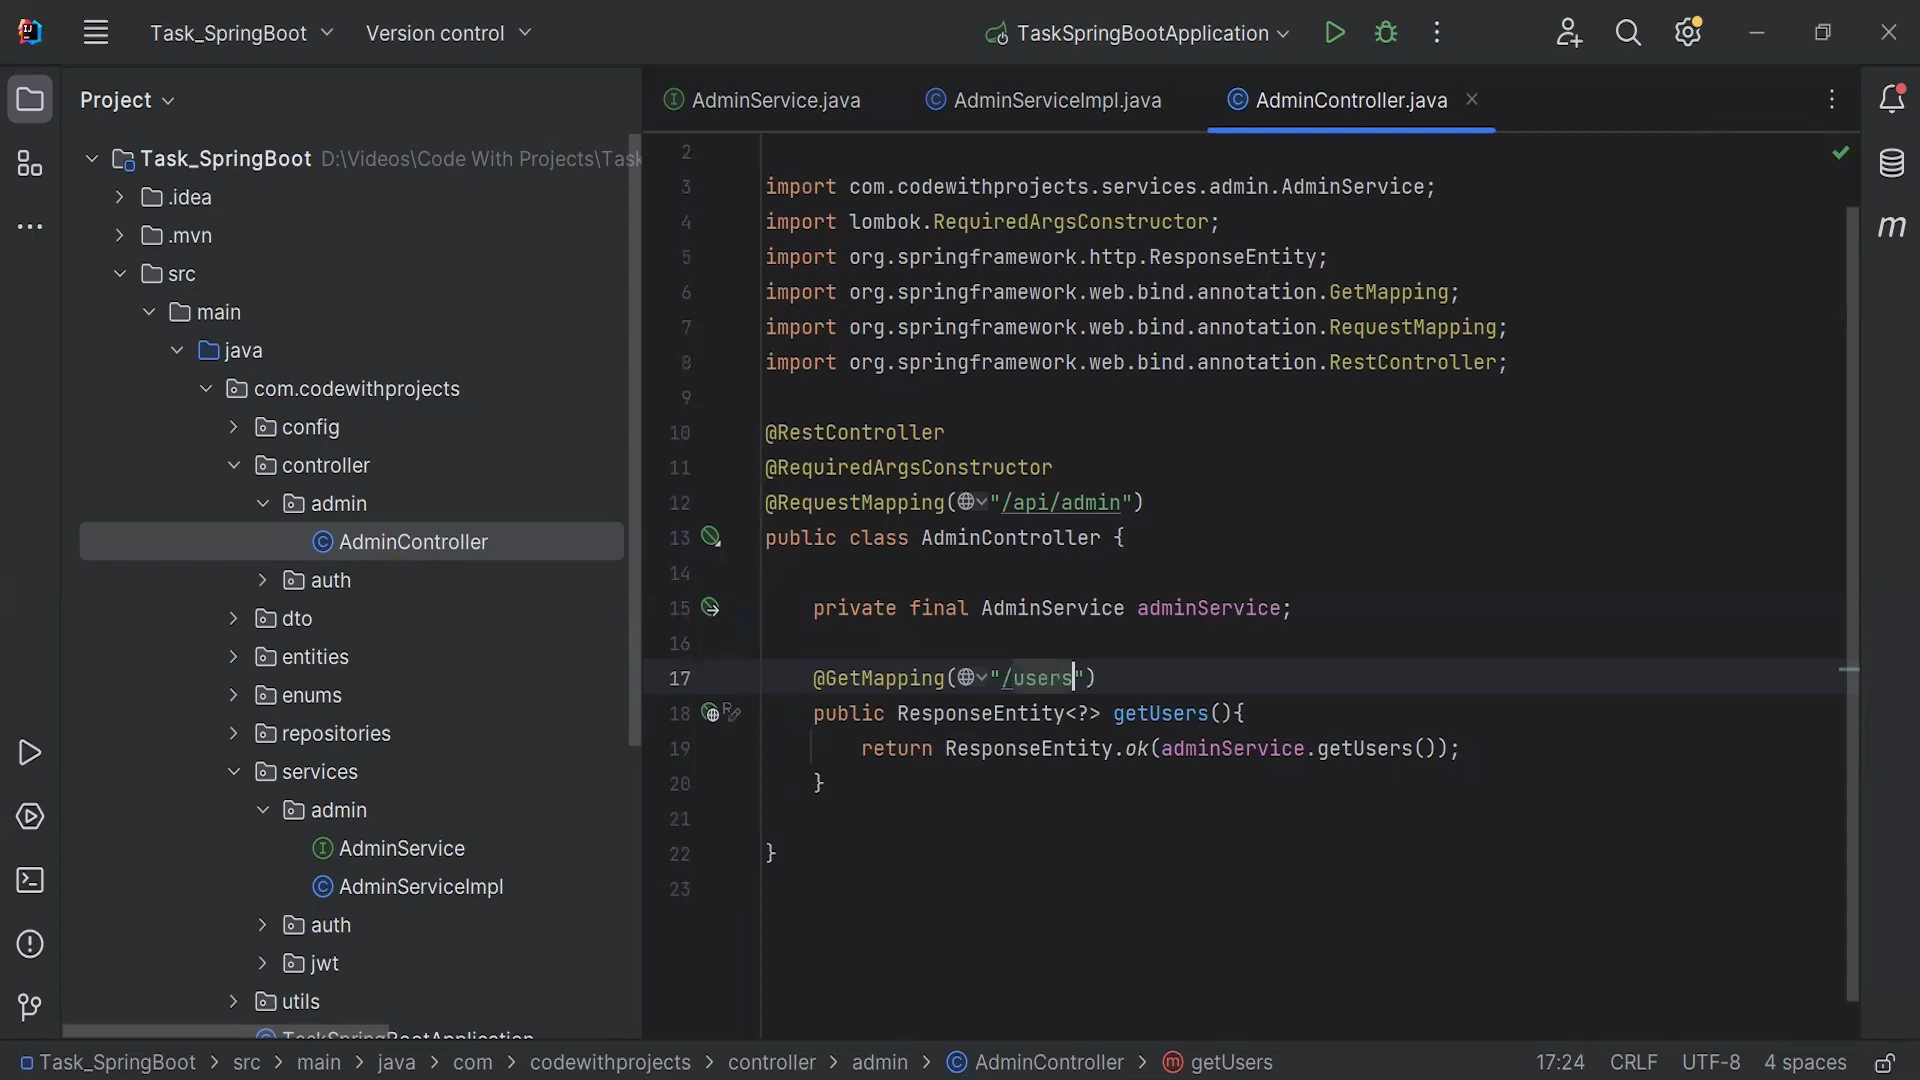 Task_SpringBoot Version control TaskSpringBootApplication
Project
AdminService.java AdminServiceImpl.java AdminController.java
Task_SpringBoot D:\Videos\Code With Projects\Task
.idea
.mvn
src
main
java
com.codewithprojects
config
controller
admin
AdminController
auth
dto
entities
enums
repositories
services
admin
AdminService
AdminServiceImpl
auth
jwt
utils
TaskSpringBootApplication
2
3 import com.codewithprojects.services.admin.AdminService;
4 import lombok.RequiredArgsConstructor;
5 import org.springframework.http.ResponseEntity;
6 import org.springframework.web.bind.annotation.GetMapping;
7 import org.springframework.web.bind.annotation.RequestMapping;
8 import org.springframework.web.bind.annotation.RestController;
9
10 @RestController
11 @RequiredArgsConstructor
12 @RequestMapping("/api/admin")
13 public class AdminController {
14
15 private final AdminService adminService;
16
17 @GetMapping("/users")
18 public ResponseEntity<?> getUsers(){
19 return ResponseEntity.ok(adminService.getUsers());
20 }
21
22 }
23
m
Task_SpringBoot > src > main > java > com > codewithprojects > controller > admin > AdminController > getUsers 17:24 CRLF UTF-8 4 spaces